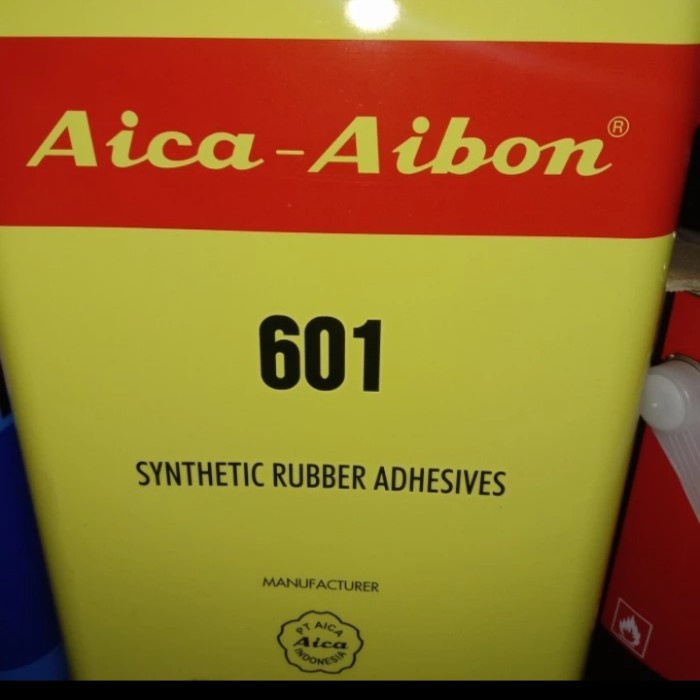 Aica-Aibon®
601
SYNTHETIC RUBBER ADHESIVES
MANUFACTURER
PT AICA
Aica
INDONESIA